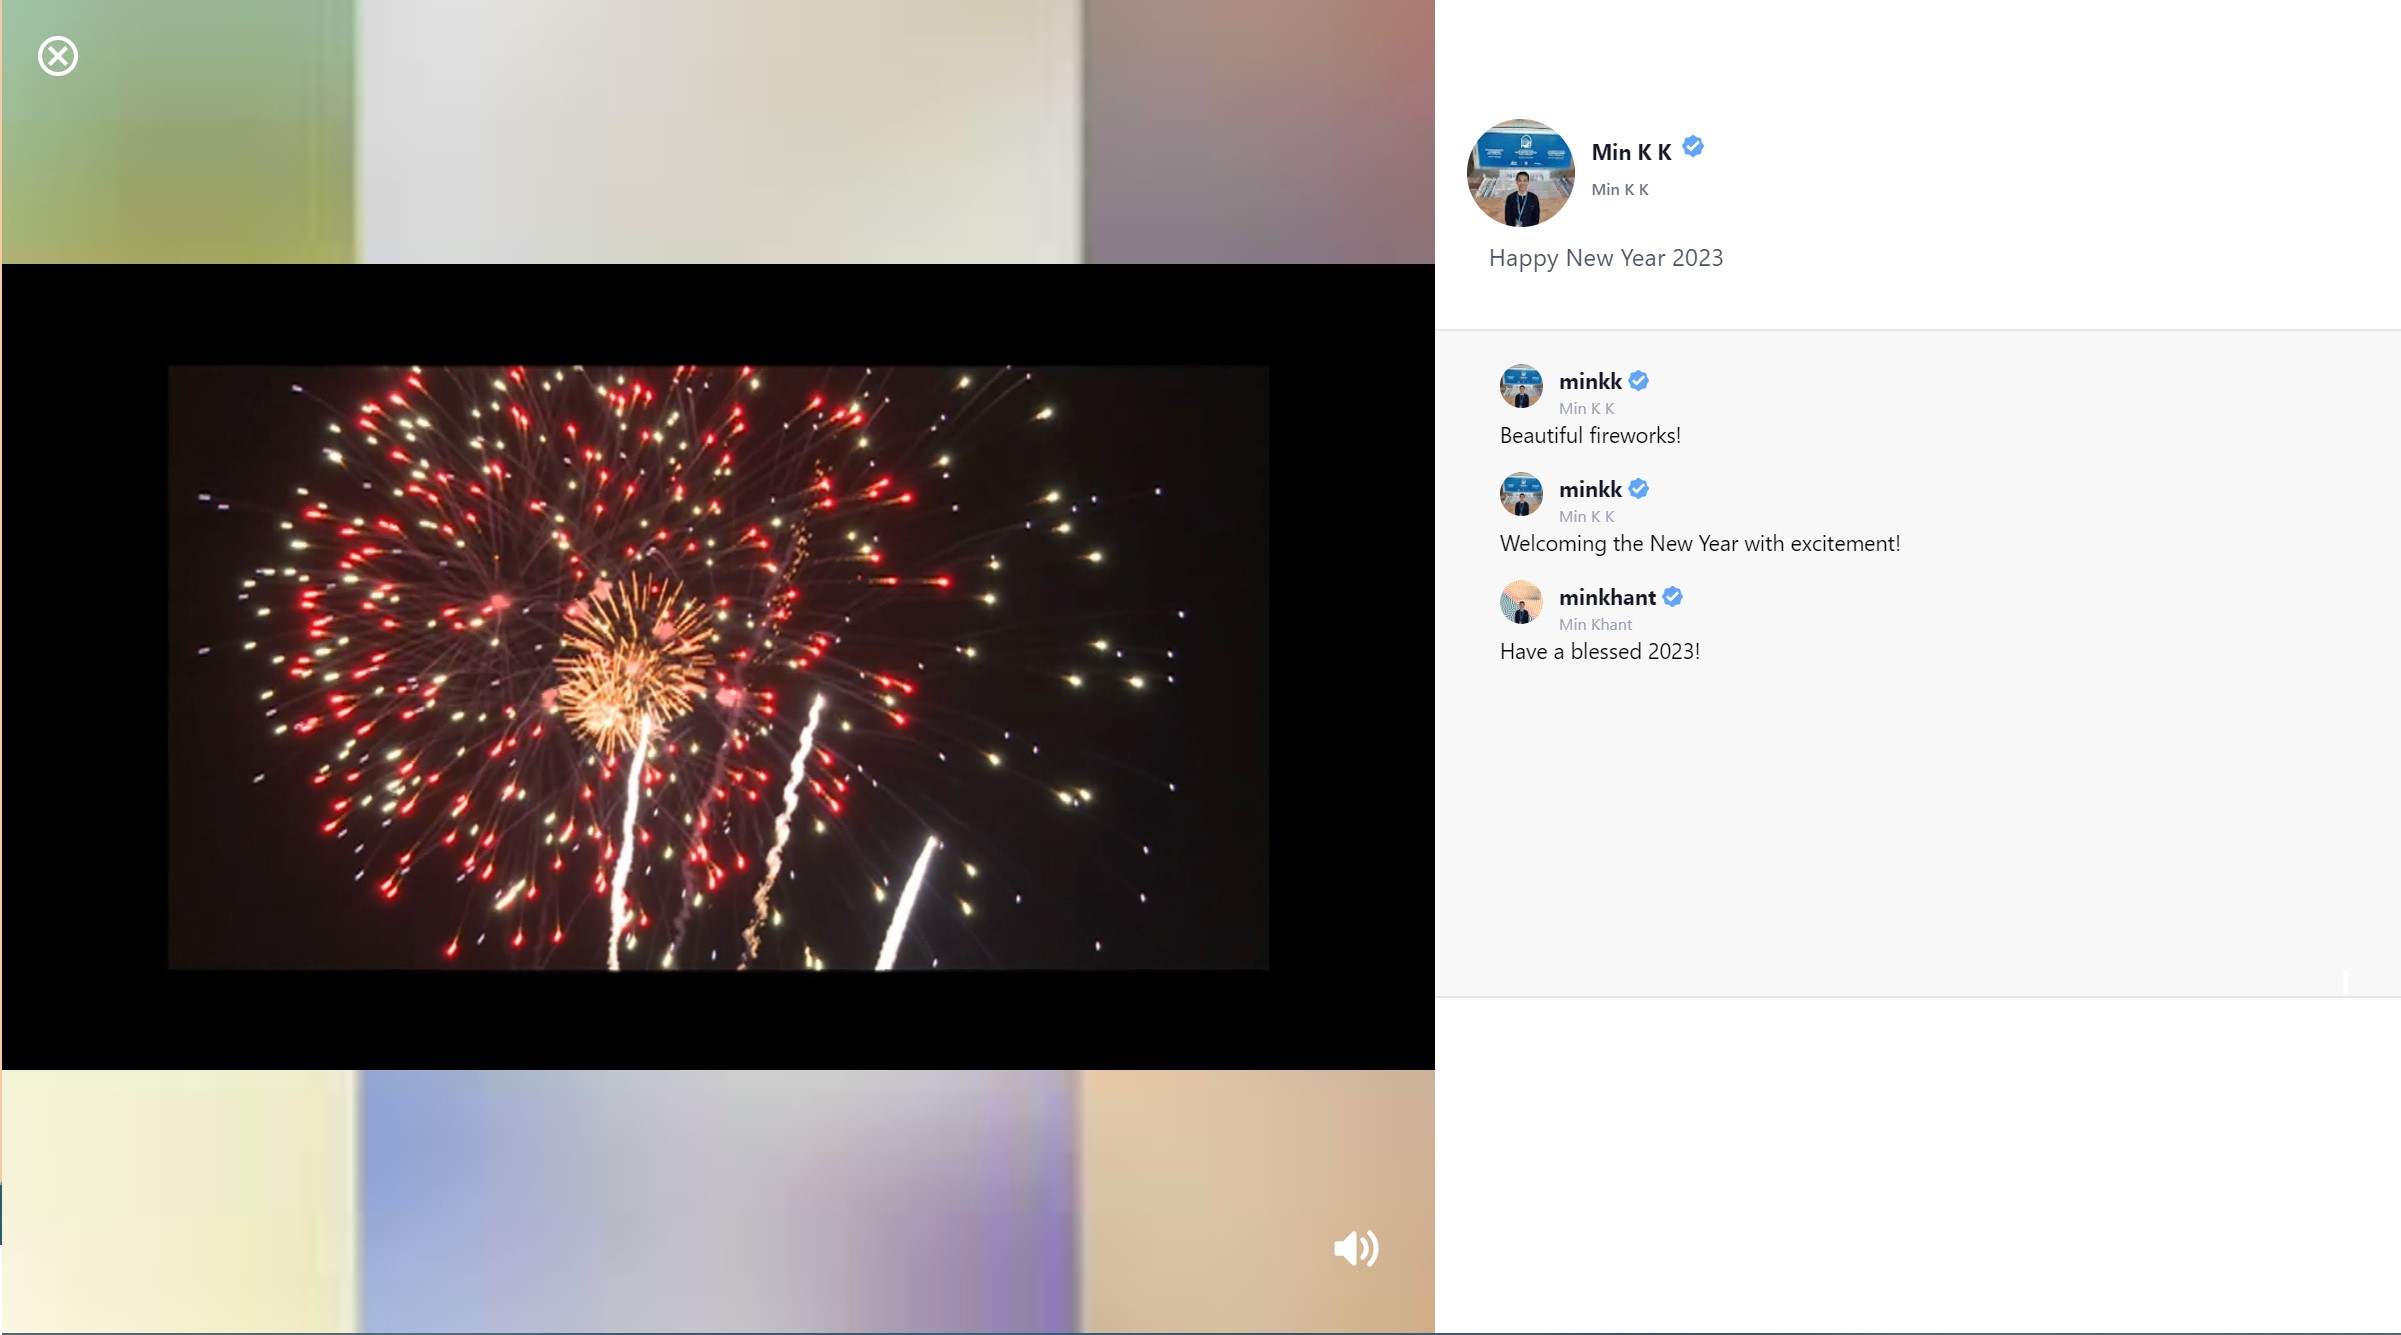 Min K K
Min K K
Happy New Year 2023
minkk
Min K K
Beautiful fireworks!
minkk
Min K K
Welcoming the New Year with excitement!
minkhant
Min Khant
Have a blessed 2023!